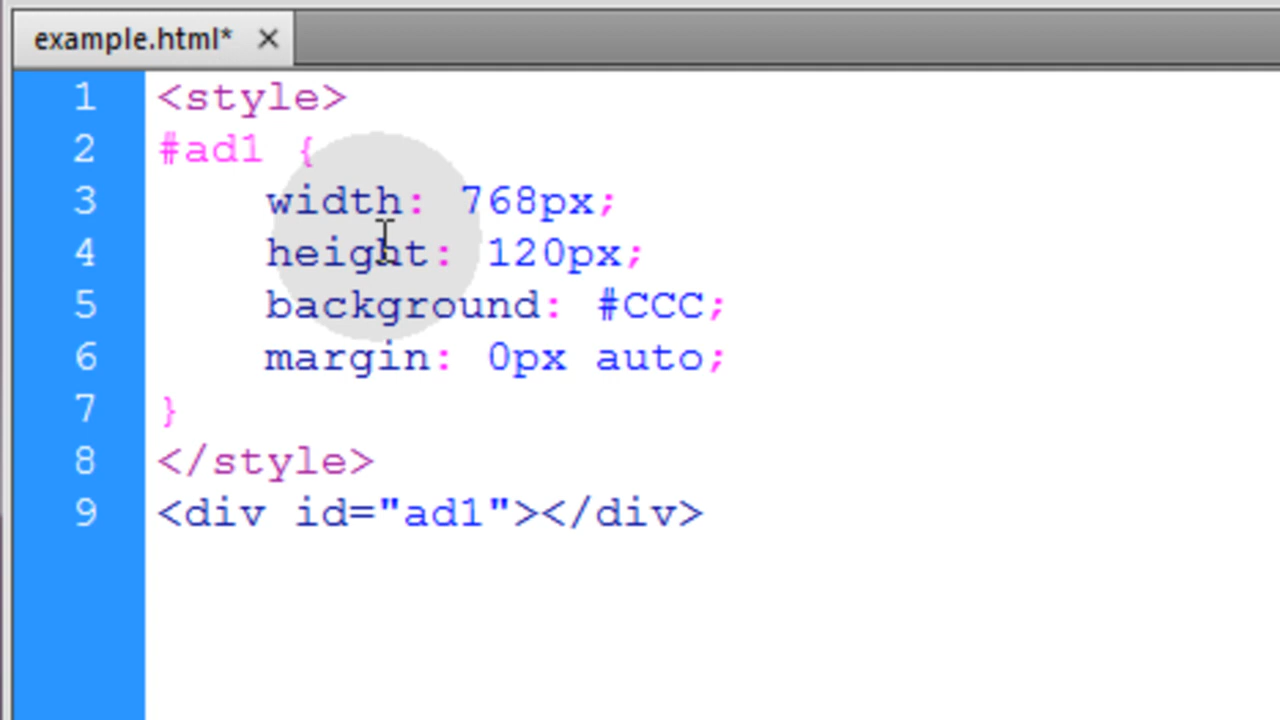 example.html* ×
1 <style>
2 #ad1 {
3 width: 768px;
4 height: 120px;
5 background: #CCC;
6 margin: 0px auto;
7 }
8 </style>
9 <div id="ad1"></div>